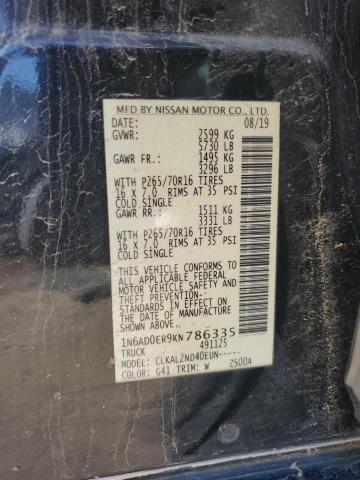 MFD BY NISSAN MOTOR CO., LTD.
DATE: 08/19
GVWR: 2599 KG
5730 LB
GAWR FR.: 1495 KG
3296 LB
WITH P265/70R16 TIRES
16 X 7.0 RIMS AT 35 PSI
COLD SINGLE
GAWR RR.: 1511 KG
3331 LB
WITH P265/70R16 TIRES
16 X 7.0 RIMS AT 35 PSI
COLD SINGLE
THIS VEHICLE CONFORMS TO
ALL APPLICABLE FEDERAL
MOTOR VEHICLE SAFETY AND
THEFT PREVENTION STANDARDS
IN EFFECT ON THE DATE OF
MANUFACTURE SHOWN ABOVE.
1N6AD0ER9KN786335
TRUCK 491125
MODEL: CLKAL2ND40EUN-----
COLOR: G41 TRIM: W 2500A